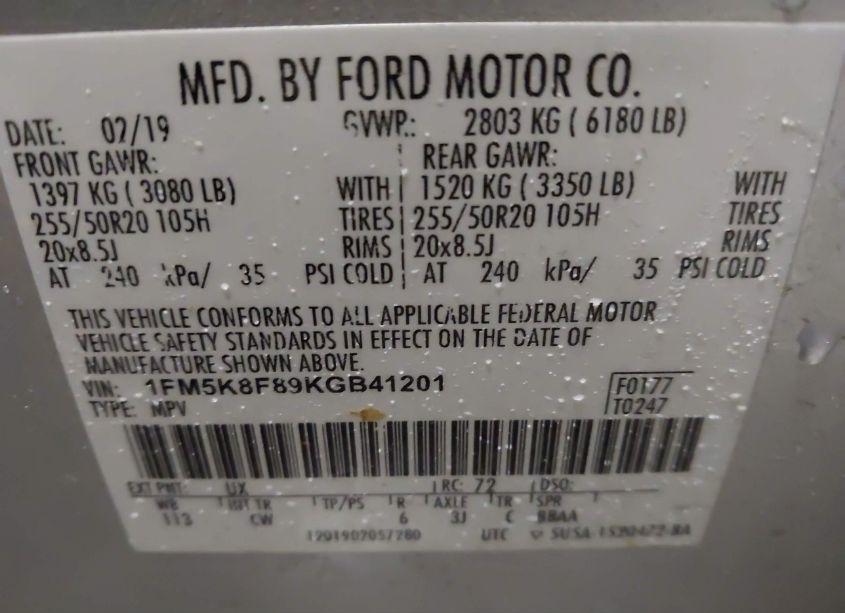 MFD. BY FORD MOTOR CO.
DATE: 02/19 GVWR: 2803 KG ( 6180 LB)
FRONT GAWR: REAR GAWR:
1397 KG ( 3080 LB) WITH 1520 KG ( 3350 LB) WITH
255/50R20 105H TIRES 255/50R20 105H TIRES
20x8.5J RIMS 20x8.5J RIMS
AT 240 kPa/ 35 PSI COLD AT 240 kPa/ 35 PSI COLD
THIS VEHICLE CONFORMS TO ALL APPLICABLE FEDERAL MOTOR
VEHICLE SAFETY STANDARDS IN EFFECT ON THE DATE OF
MANUFACTURE SHOWN ABOVE.
VIN: 1FM5K8F89KGB41201 F0177
TYPE: MPV T0247
EXT PNT: UX RC: 72 DSO:
WB INT TR TP/PS R AXLE TR SPR
113 CW 6 3J C BBAA
1201902057280 UTC